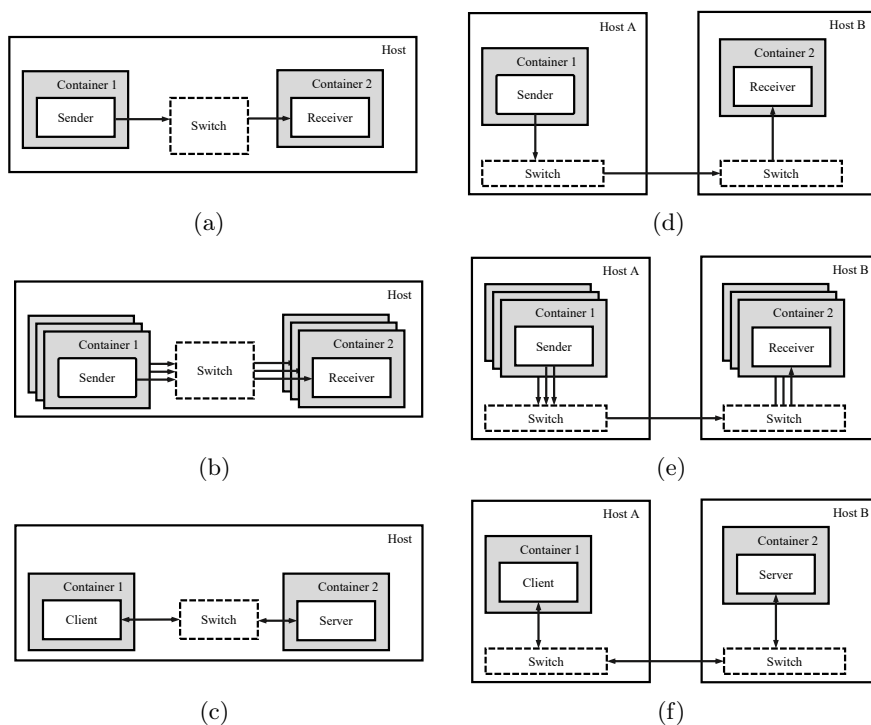 Host
Container 1
Sender
Switch
Container 2
Receiver
(a)
Host A
Container 1
Sender
Switch
Host B
Container 2
Receiver
Switch
(d)
Host
Container 1
Sender
Switch
Container 2
Receiver
(b)
Host A
Container 1
Sender
Switch
Host B
Container 2
Receiver
Switch
(e)
Host
Container 1
Client
Switch
Container 2
Server
(c)
Host A
Container 1
Client
Switch
Host B
Container 2
Server
Switch
(f)